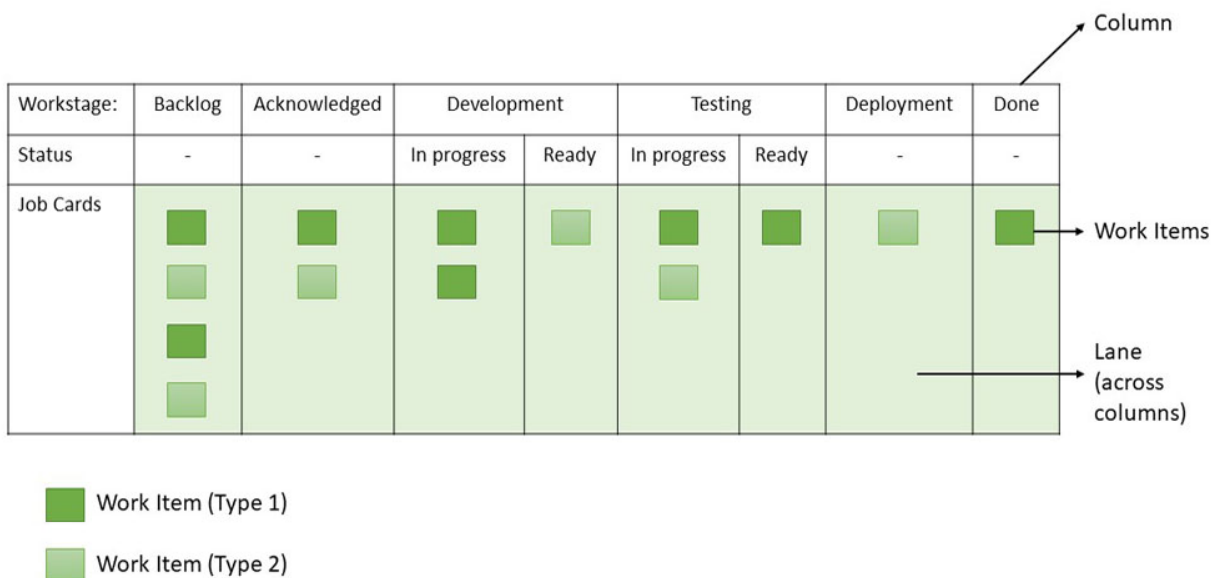 Column
Workstage: Backlog Acknowledged Development Testing Deployment Done
Status - - In progress Ready In progress Ready - -
Job Cards
Work Items
Lane
(across
columns)
Work Item (Type 1)
Work Item (Type 2)